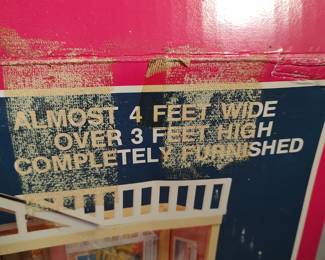 ALMOST 4 FEET WIDE
OVER 3 FEET HIGH
COMPLETELY FURNISHED